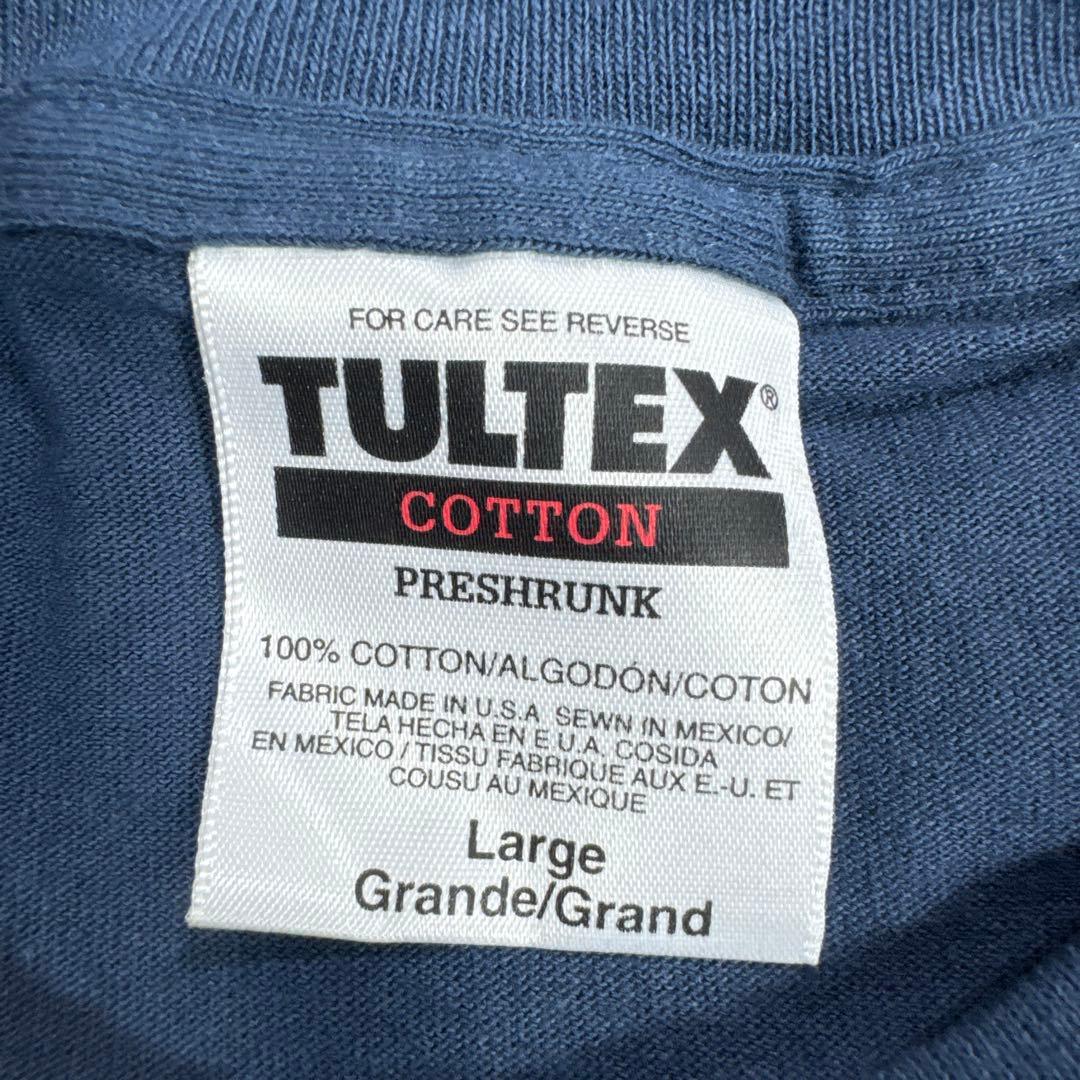 FOR CARE SEE REVERSE
TULTEX®
COTTON
PRESHRUNK
100% COTTON/ALGODÓN/COTON
FABRIC MADE IN U.S.A SEWN IN MEXICO/
TELA HECHA EN E.U.A. COSIDA
EN MÉXICO / TISSU FABRIQUE AUX E.-U. ET
COUSU AU MEXIQUE
Large
Grande/Grand